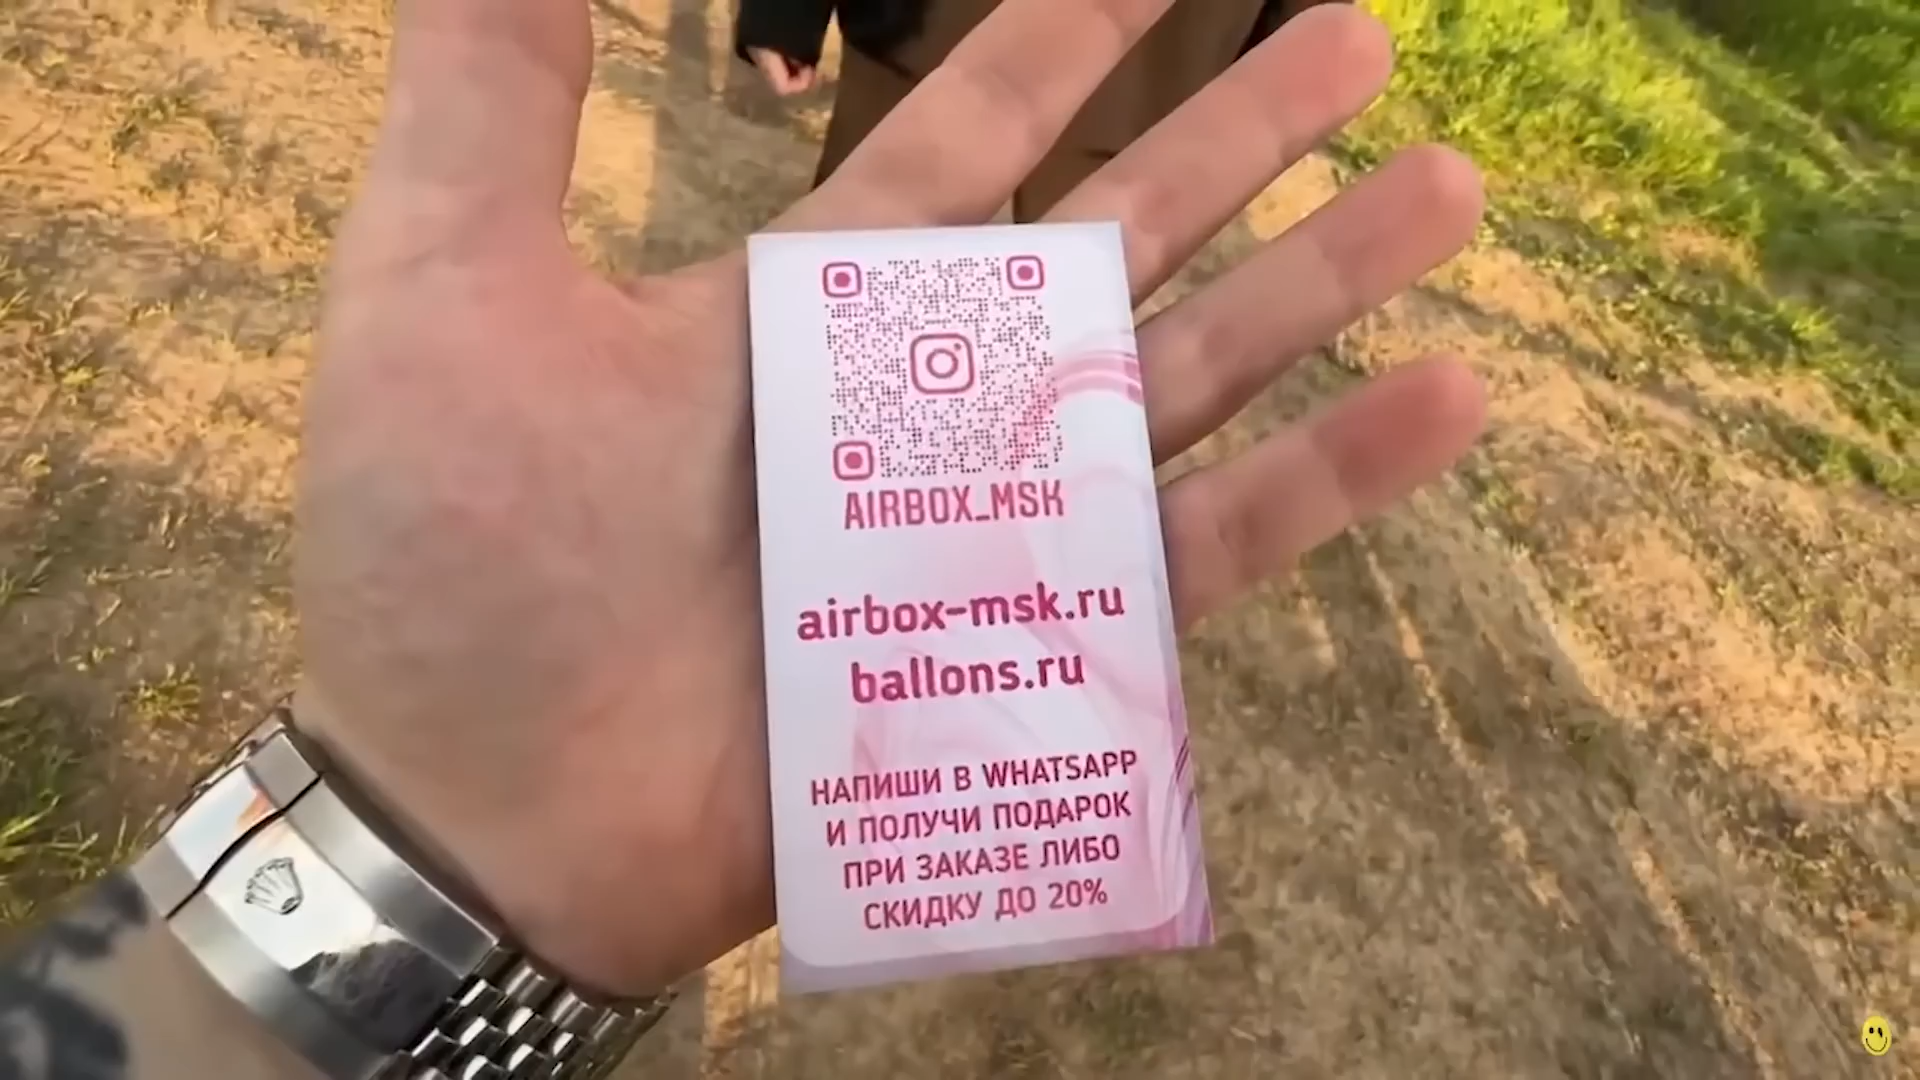 AIRBOX_MSK
airbox-msk.ru
ballons.ru
НАПИШИ В WHATSAPP
И ПОЛУЧИ ПОДАРОК
ПРИ ЗАКАЗЕ ЛИБО
СКИДКУ ДО 20%